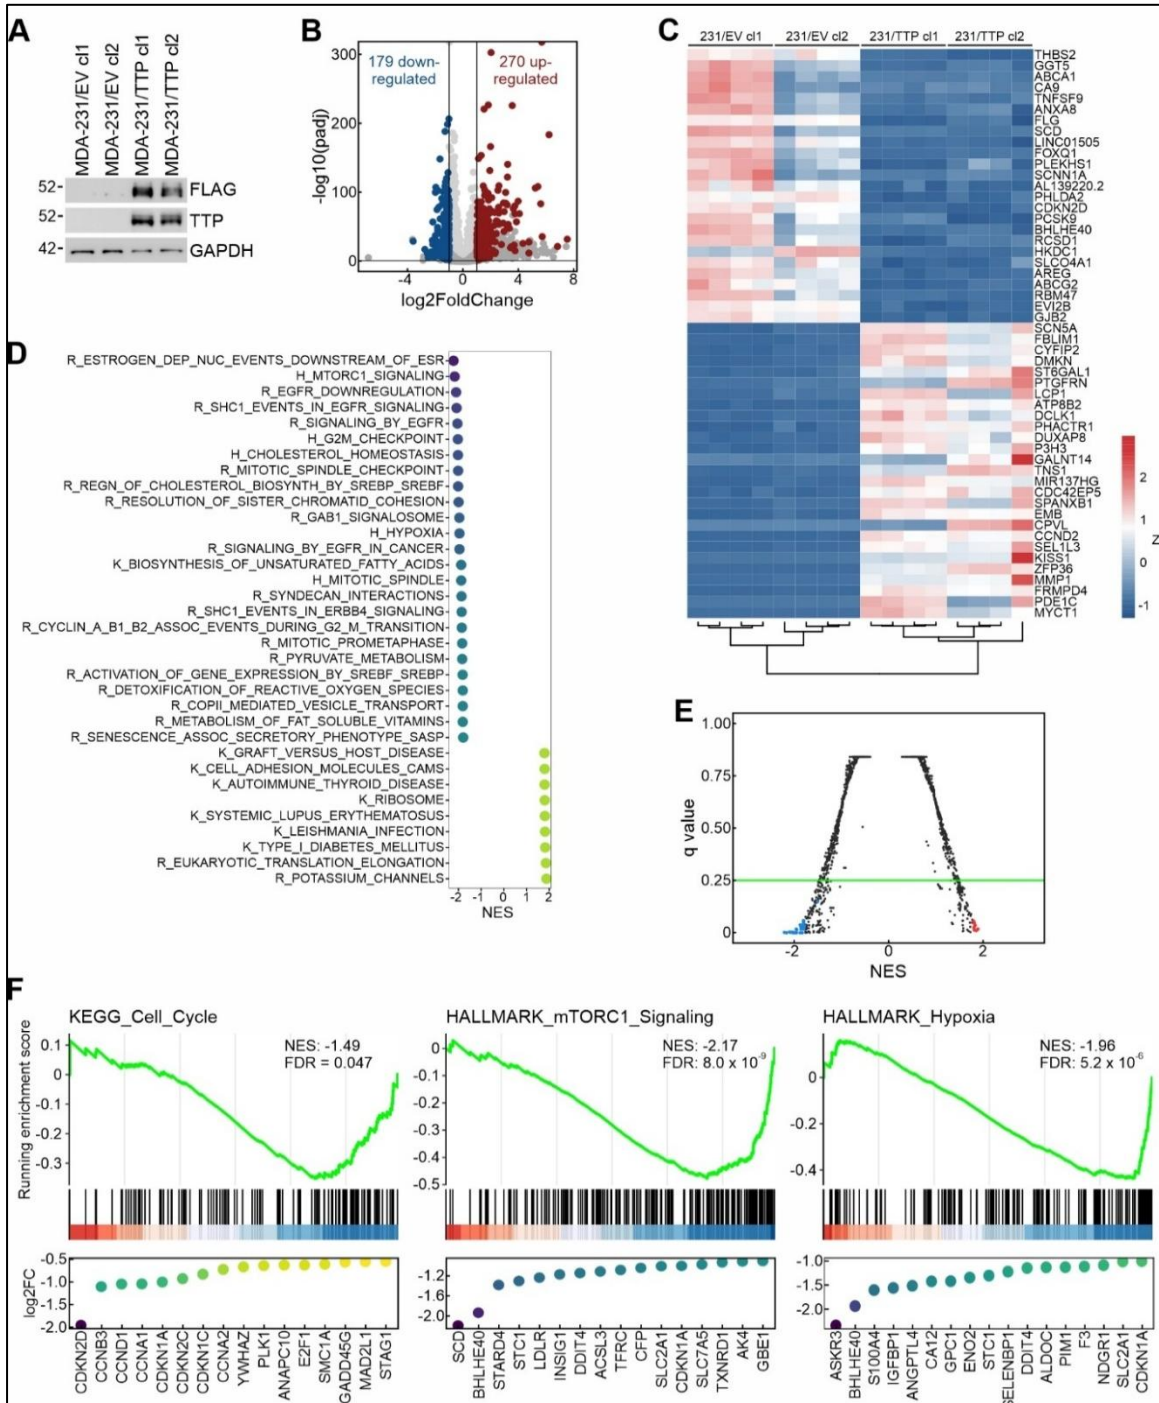 A
MDA-231/EV cl1
MDA-231/EV cl2
MDA-231/TTP cl1
MDA-231/TTP cl2
52-
FLAG
52-
TTP
42-
GAPDH
B
300
200
100
0
-log10(padj)
179 down-
regulated
270 up-
regulated
-4
0
4
8
log2FoldChange
C
231/EV cl1
231/EV cl2
231/TTP cl1
231/TTP cl2
THBS2
GGT5
ABCA1
CA9
TNFSF9
ANXA8
FLG
SCD
LINC01505
FOXQ1
PLEKHS1
SCNN1A
AL139220.2
PHLDA2
CDKN2D
PCSK9
BHLHE40
RCSD1
HKDC1
SLCO4A1
AREG
ABCG2
RBM47
EVI2B
GJB2
SCN5A
FBLIM1
CYFIP2
DMKN
ST6GAL1
PTGFRN
LCP1
ATP8B2
DCLK1
PHACTR1
DUXAP8
P3H3
GALNT14
TNS1
MIR137HG
CDC42EP5
SPANXB1
EMB
CPVL
CCND2
SEL1L3
KISS1
ZFP36
MMP1
FRMPD4
PDE1C
MYCT1
2
1
0
-1
Z
D
R_ESTROGEN_DEP_NUC_EVENTS_DOWNSTREAM_OF_ESR
H_MTORC1_SIGNALING
R_EGFR_DOWNREGULATION
R_SHC1_EVENTS_IN_EGFR_SIGNALING
R_SIGNALING_BY_EGFR
H_G2M_CHECKPOINT
H_CHOLESTEROL_HOMEOSTASIS
R_MITOTIC_SPINDLE_CHECKPOINT
R_REGN_OF_CHOLESTEROL_BIOSYNTH_BY_SREBP_SREBF
R_RESOLUTION_OF_SISTER_CHROMATID_COHESION
R_GAB1_SIGNALOSOME
H_HYPOXIA
R_SIGNALING_BY_EGFR_IN_CANCER
K_BIOSYNTHESIS_OF_UNSATURATED_FATTY_ACIDS
H_MITOTIC_SPINDLE
R_SYNDECAN_INTERACTIONS
R_SHC1_EVENTS_IN_ERBB4_SIGNALING
R_CYCLIN_A_B1_B2_ASSOC_EVENTS_DURING_G2_M_TRANSITION
R_MITOTIC_PROMETAPHASE
R_PYRUVATE_METABOLISM
R_ACTIVATION_OF_GENE_EXPRESSION_BY_SREBF_SREBP
R_DETOXIFICATION_OF_REACTIVE_OXYGEN_SPECIES
R_COPII_MEDIATED_VESICLE_TRANSPORT
R_METABOLISM_OF_FAT_SOLUBLE_VITAMINS
R_SENESCENCE_ASSOC_SECRETORY_PHENOTYPE_SASP
K_GRAFT_VERSUS_HOST_DISEASE
K_CELL_ADHESION_MOLECULES_CAMS
K_AUTOIMMUNE_THYROID_DISEASE
K_RIBOSOME
K_SYSTEMIC_LUPUS_ERYTHEMATOSUS
K_LEISHMANIA_INFECTION
K_TYPE_I_DIABETES_MELLITUS
R_EUKARYOTIC_TRANSLATION_ELONGATION
R_POTASSIUM_CHANNELS
-2 -1 0 1 2
NES
E
1.00
0.75
0.50
0.25
0
q value
-2
0
2
NES
F
KEGG_Cell_Cycle
NES: -1.49
FDR = 0.047
Running enrichment score
0.1
0
-0.1
-0.2
-0.3
log2FC
-0.5
-1.0
-1.5
-2.0
CDKN2D
CCNB3
CCND1
CCNA1
CDKN1A
CDKN2C
CDKN1C
CCNA2
YWHAZ
PLK1
ANAPC10
E2F1
SMC1A
GADD45G
MAD2L1
STAG1
HALLMARK_mTORC1_Signaling
NES: -2.17
FDR: 8.0 x 10-9
0
-0.1
-0.2
-0.3
-0.4
-0.5
-1.2
-1.6
-2.0
SCD
BHLHE40
STARD4
STC1
LDLR
INSIG1
DDIT4
ACSL3
TFRC
CFP
SLC2A1
CDKN1A
SLC7A5
TXNRD1
AK4
GBE1
HALLMARK_Hypoxia
NES: -1.96
FDR: 5.2 x 10-6
0
-0.2
-0.4
-1.0
-1.5
-2.0
ASKR3
BHLHE40
S100A4
IGFBP1
ANGPTL4
CA12
GPC1
ENO2
STC1
SELENBP1
DDIT4
ALDOC
PIM1
F3
NDGR1
SLC2A1
CDKN1A